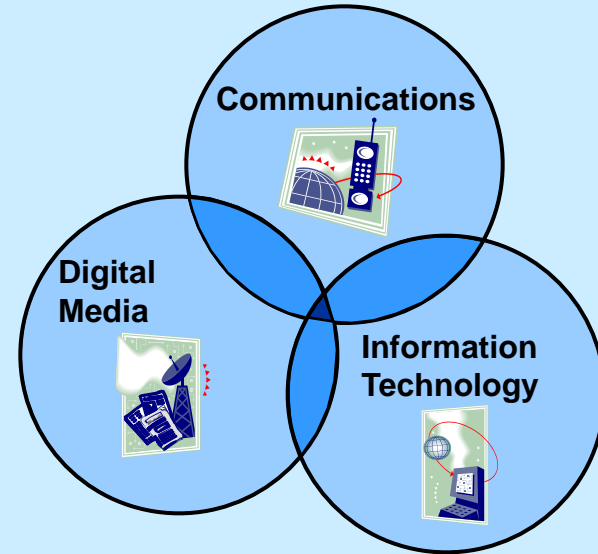 Communications
Digital
Media
Information
Technology